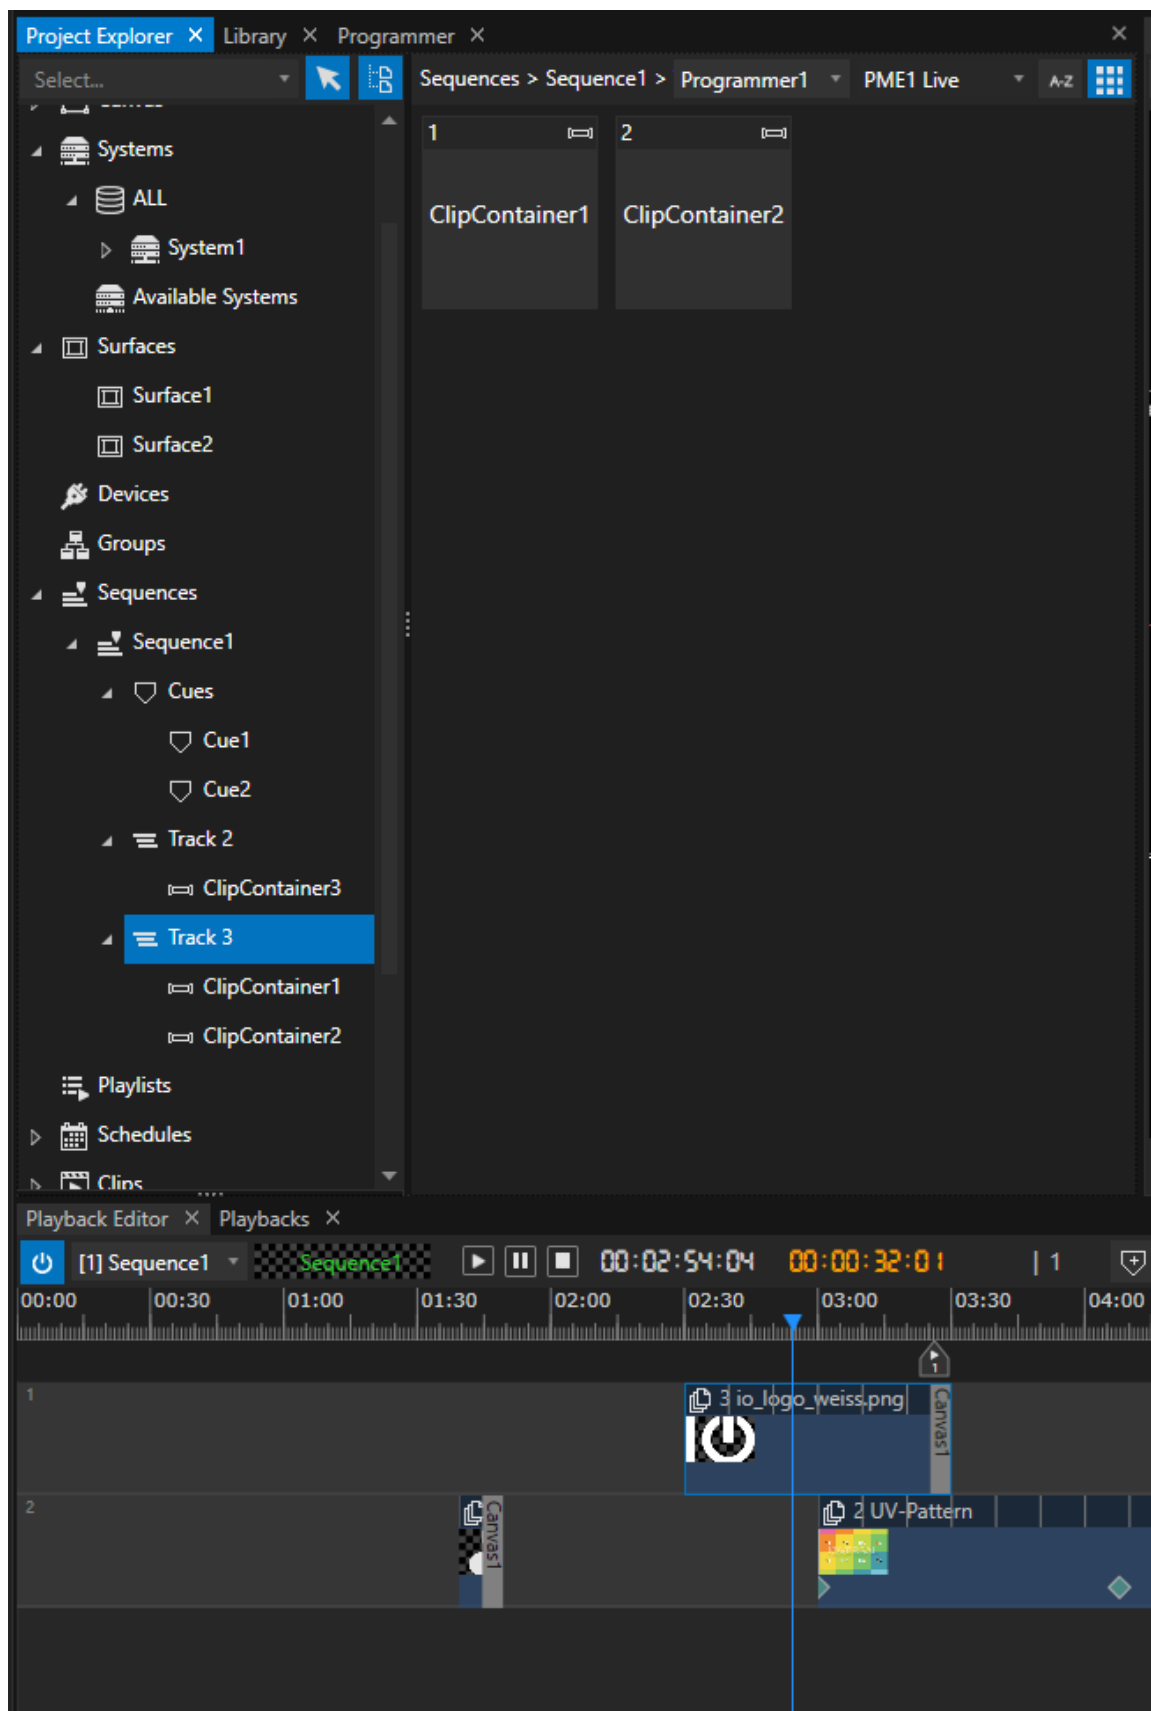 Project Explorer Library Programmer
Select... Sequences > Sequence1 > Programmer1 PME1 Live A-Z
Systems
ALL
System1
Available Systems
Surfaces
Surface1
Surface2
Devices
Groups
Sequences
Sequence1
Cues
Cue1
Cue2
Track 2
ClipContainer3
Track 3
ClipContainer1
ClipContainer2
Playlists
Schedules
Clips
1
ClipContainer1
2
ClipContainer2
Playback Editor Playbacks
[1] Sequence1 Sequence1 00:02:54:04 00:00:32:01 | 1
00:00 00:30 01:00 01:30 02:00 02:30 03:00 03:30 04:00
1
1
3 io_logo_weiss.png
Canvas1
2
Canvas1
2 UV-Pattern